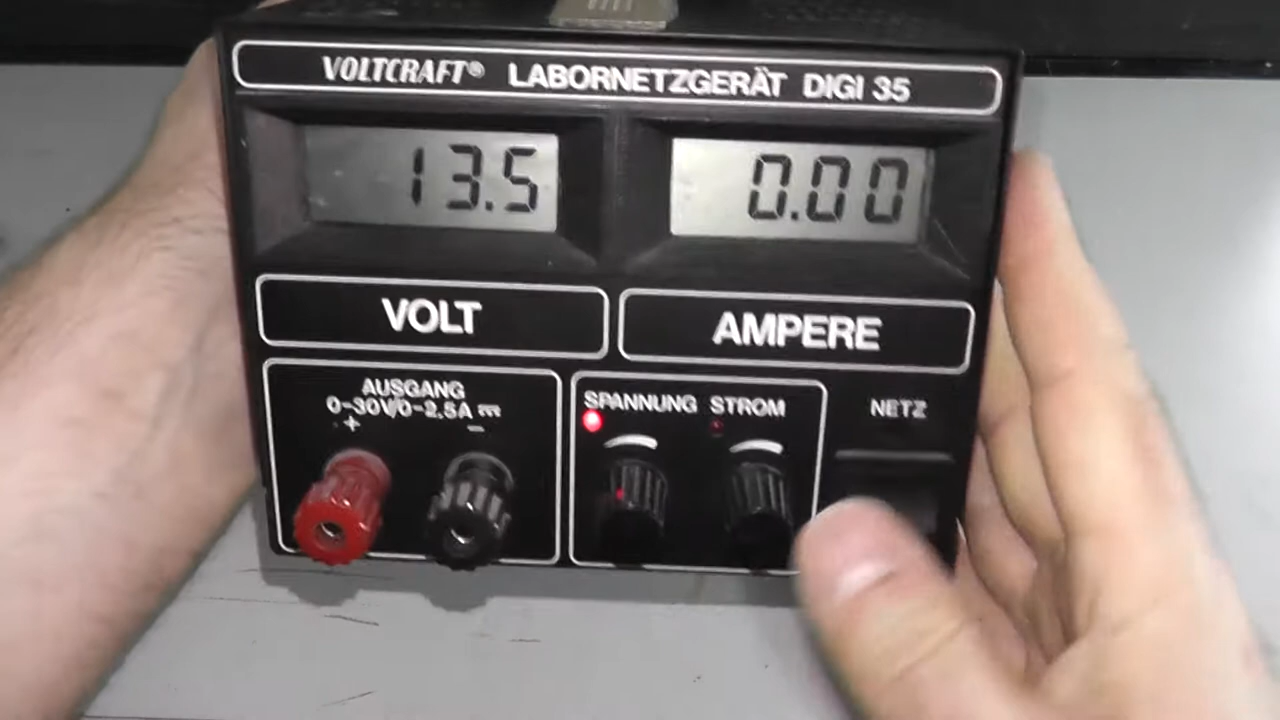 VOLTCRAFT® LABORNETZGERÄT DIGI 35
13.5 0.00
VOLT AMPERE
AUSGANG
0-30V/0-2.5A ⎓
+ -
SPANNUNG STROM NETZ